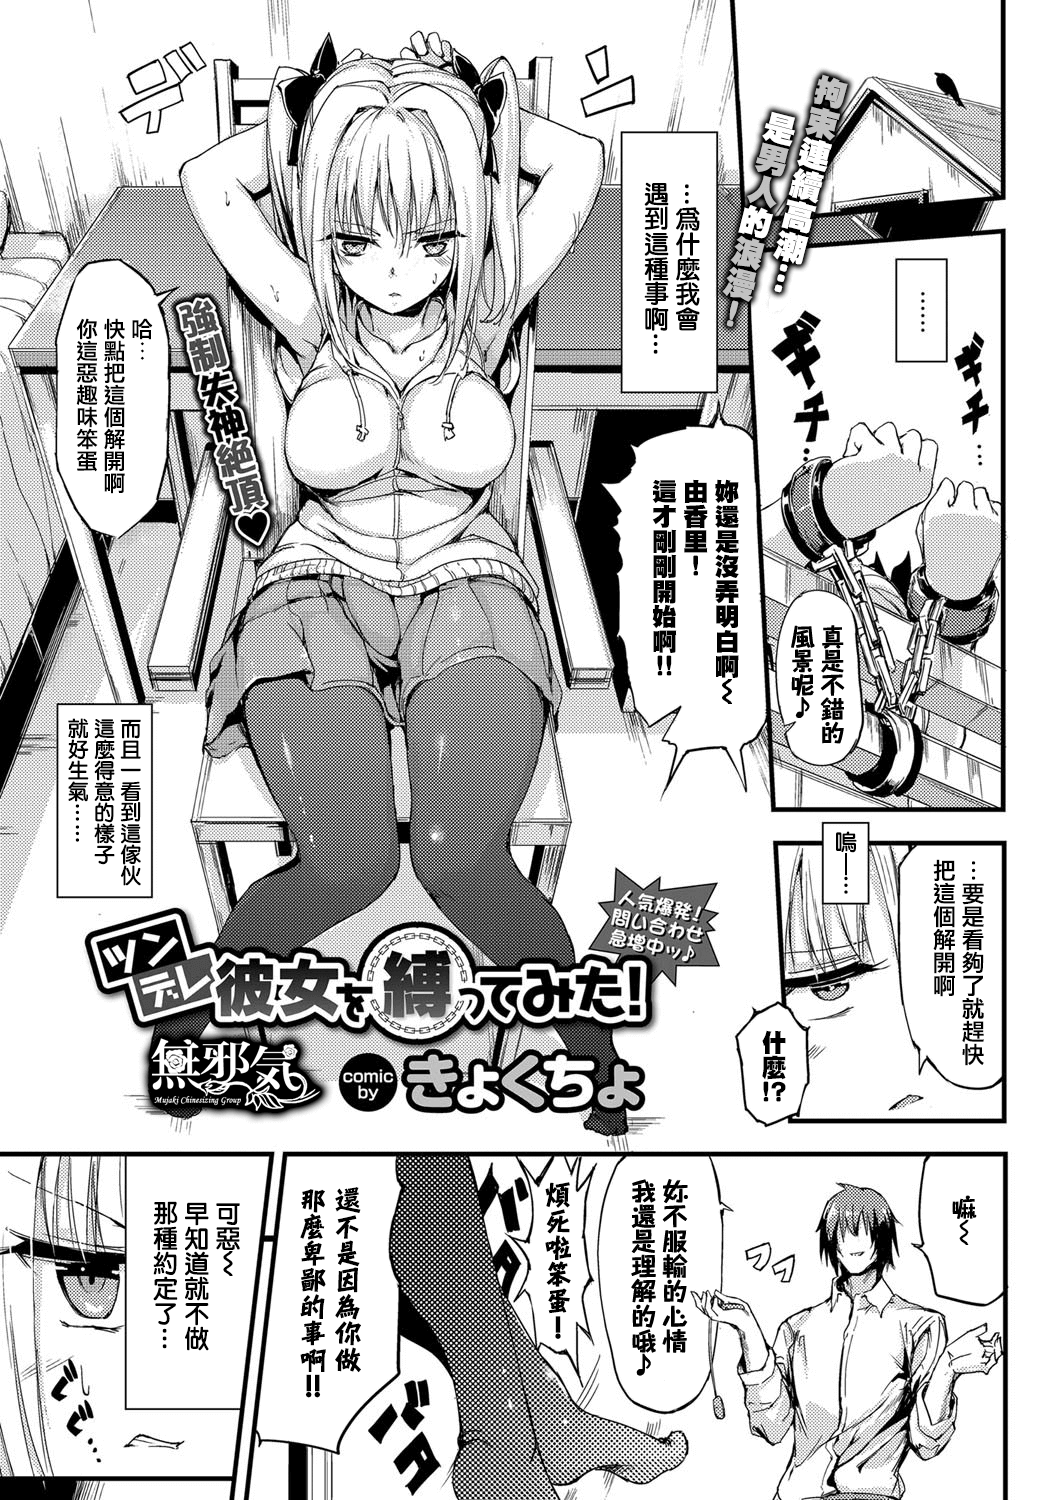 拘束連續高潮…
是男人的浪漫！
………
ギチ…
ギチ…
真是不錯的
風景呢♪
…為什麼我會
遇到這種事啊…
デ
ン
強制失神絕頂♥
哈…
快點把這個解開啊
你這惡趣味笨蛋
妳還是沒弄明白啊～
由香里！
這才剛剛開始啊!!
而且一看到這傢伙
這麼得意的樣子
就好生氣……
嗚－…
…要是看夠了就趕快
把這個解開啊
什麼!?
人気爆発！
問い合わせ
急増中ッ♪
ツンデレ彼女を縛ってみた！
無邪気
Mujaki Chinesizing Group
comic by
きょくちょ
嘛～
フフ
妳不服輸的心情
我還是理解的哦♪
煩死啦笨蛋！
ジタ
バタ
還不是因為你做
那麼卑鄙的事啊!!
可惡～
早知道就不做
那種約定了…
むむむ…